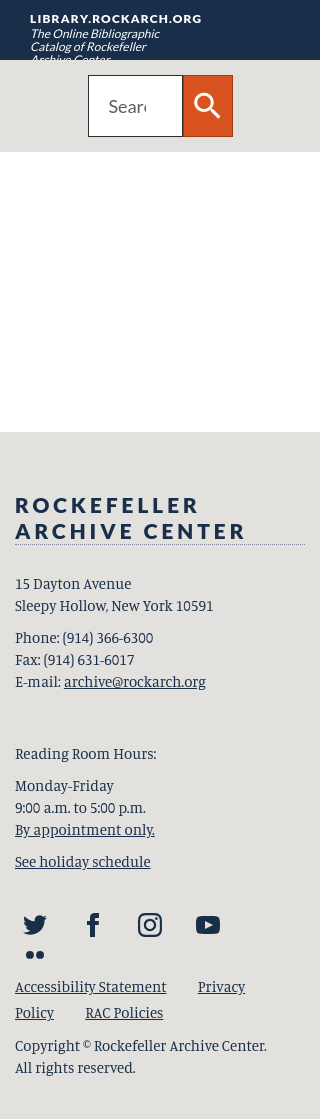 LIBRARY.ROCKARCH.ORG
The Online Bibliographic
Catalog of Rockefeller
Archive Center
Sear
ROCKEFELLER
ARCHIVE CENTER
15 Dayton Avenue
Sleepy Hollow, New York 10591
Phone: (914) 366-6300
Fax: (914) 631-6017
E-mail: archive@rockarch.org
Reading Room Hours:
Monday-Friday
9:00 a.m. to 5:00 p.m.
By appointment only.
See holiday schedule
Accessibility Statement Privacy
Policy RAC Policies
Copyright © Rockefeller Archive Center.
All rights reserved.